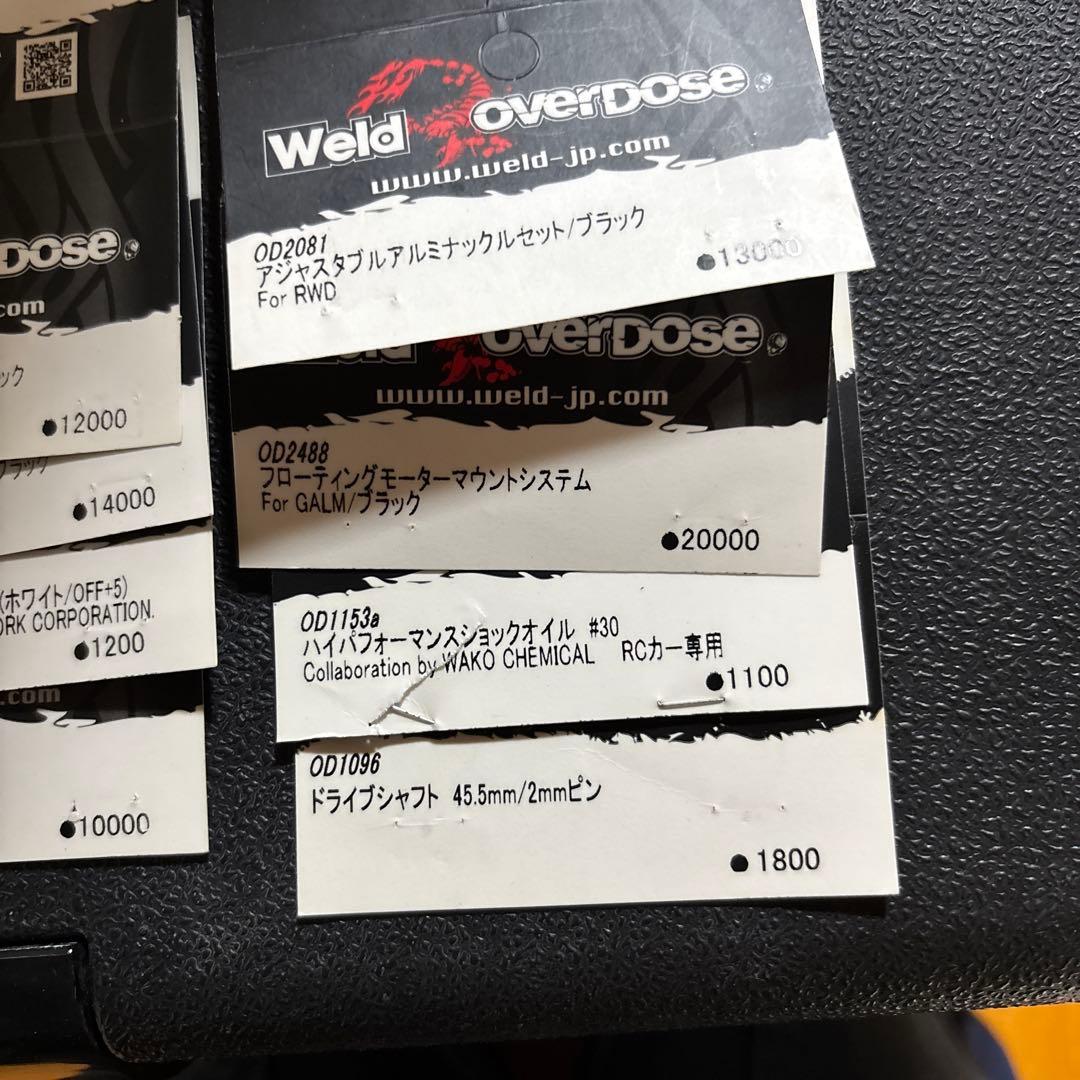 DOSE
.com
ック
●12000
ブラック
●14000
(ホワイト/OFF+5)
ORK CORPORATION.
●1200
.com
●10000
Weld OVERDOSE
www.weld-jp.com
OD2081
アジャスタブルアルミナックルセット/ブラック
For RWD
●13000
Weld OVERDOSE
www.weld-jp.com
OD2488
フローティングモーターマウントシステム
For GALM/ブラック
●20000
OD1153a
ハイパフォーマンスショックオイル #30
Collaboration by WAKO CHEMICAL RCカー専用
●1100
OD1096
ドライブシャフト 45.5mm/2mmピン
●1800